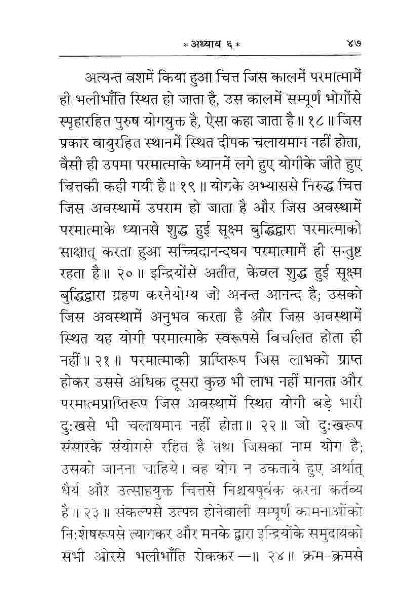 * अध्याय ६ * ४७
अत्यन्त वशमें किया हुआ चित्त जिस कालमें परमात्मामें
ही भलीभाँति स्थित हो जाता है, उस कालमें सम्पूर्ण भोगोंसे
स्पृहारहित पुरुष योगयुक्त है, ऐसा कहा जाता है॥ १८॥ जिस
प्रकार वायुरहित स्थानमें स्थित दीपक चलायमान नहीं होता,
वैसी ही उपमा परमात्माके ध्यानमें लगे हुए योगीके जीते हुए
चित्तकी कही गयी है॥ १९॥ योगके अभ्याससे निरुद्ध चित्त
जिस अवस्थामें उपराम हो जाता है और जिस अवस्थामें
परमात्माके ध्यानसे शुद्ध हुई सूक्ष्म बुद्धिद्वारा परमात्माको
साक्षात् करता हुआ सच्चिदानन्दघन परमात्मामें ही सन्तुष्ट
रहता है॥ २०॥ इन्द्रियोंसे अतीत, केवल शुद्ध हुई सूक्ष्म
बुद्धिद्वारा ग्रहण करनेयोग्य जो अनन्त आनन्द है; उसको
जिस अवस्थामें अनुभव करता है और जिस अवस्थामें
स्थित यह योगी परमात्माके स्वरूपसे विचलित होता ही
नहीं॥ २१॥ परमात्माकी प्राप्तिरूप जिस लाभको प्राप्त
होकर उससे अधिक दूसरा कुछ भी लाभ नहीं मानता और
परमात्मप्राप्तिरूप जिस अवस्थामें स्थित योगी बड़े भारी
दुःखसे भी चलायमान नहीं होता॥ २२॥ जो दुःखरूप
संसारके संयोगसे रहित है तथा जिसका नाम योग है;
उसको जानना चाहिये। वह योग न उकताये हुए अर्थात्
धैर्य और उत्साहयुक्त चित्तसे निश्चयपूर्वक करना कर्तव्य
है॥ २३॥ संकल्पसे उत्पन्न होनेवाली सम्पूर्ण कामनाओंको
निःशेषरूपसे त्यागकर और मनके द्वारा इन्द्रियोंके समुदायको
सभी ओरसे भलीभाँति रोककर—॥ २४॥ क्रम-क्रमसे